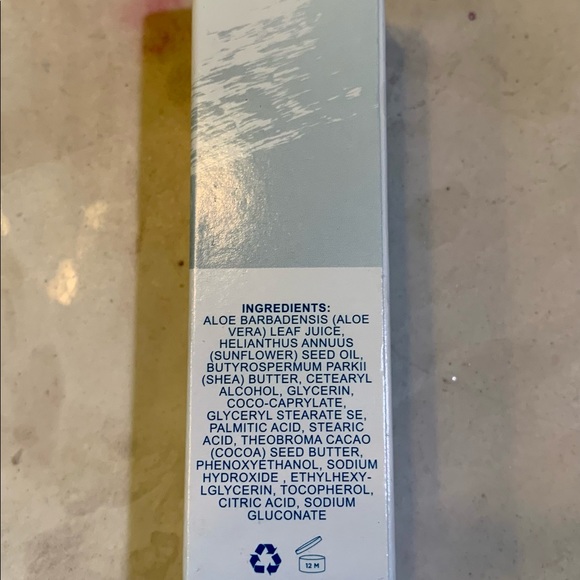 INGREDIENTS:
ALOE BARBADENSIS (ALOE
VERA) LEAF JUICE,
HELIANTHUS ANNUUS
(SUNFLOWER) SEED OIL,
BUTYROSPERMUM PARKII
(SHEA) BUTTER, CETEARYL
ALCOHOL, GLYCERIN,
COCO-CAPRYLATE,
GLYCERYL STEARATE SE,
PALMITIC ACID, STEARIC
ACID, THEOBROMA CACAO
(COCOA) SEED BUTTER,
PHENOXYETHANOL, SODIUM
HYDROXIDE , ETHYLHEXY-
LGLYCERIN, TOCOPHEROL,
CITRIC ACID, SODIUM
GLUCONATE
12 M